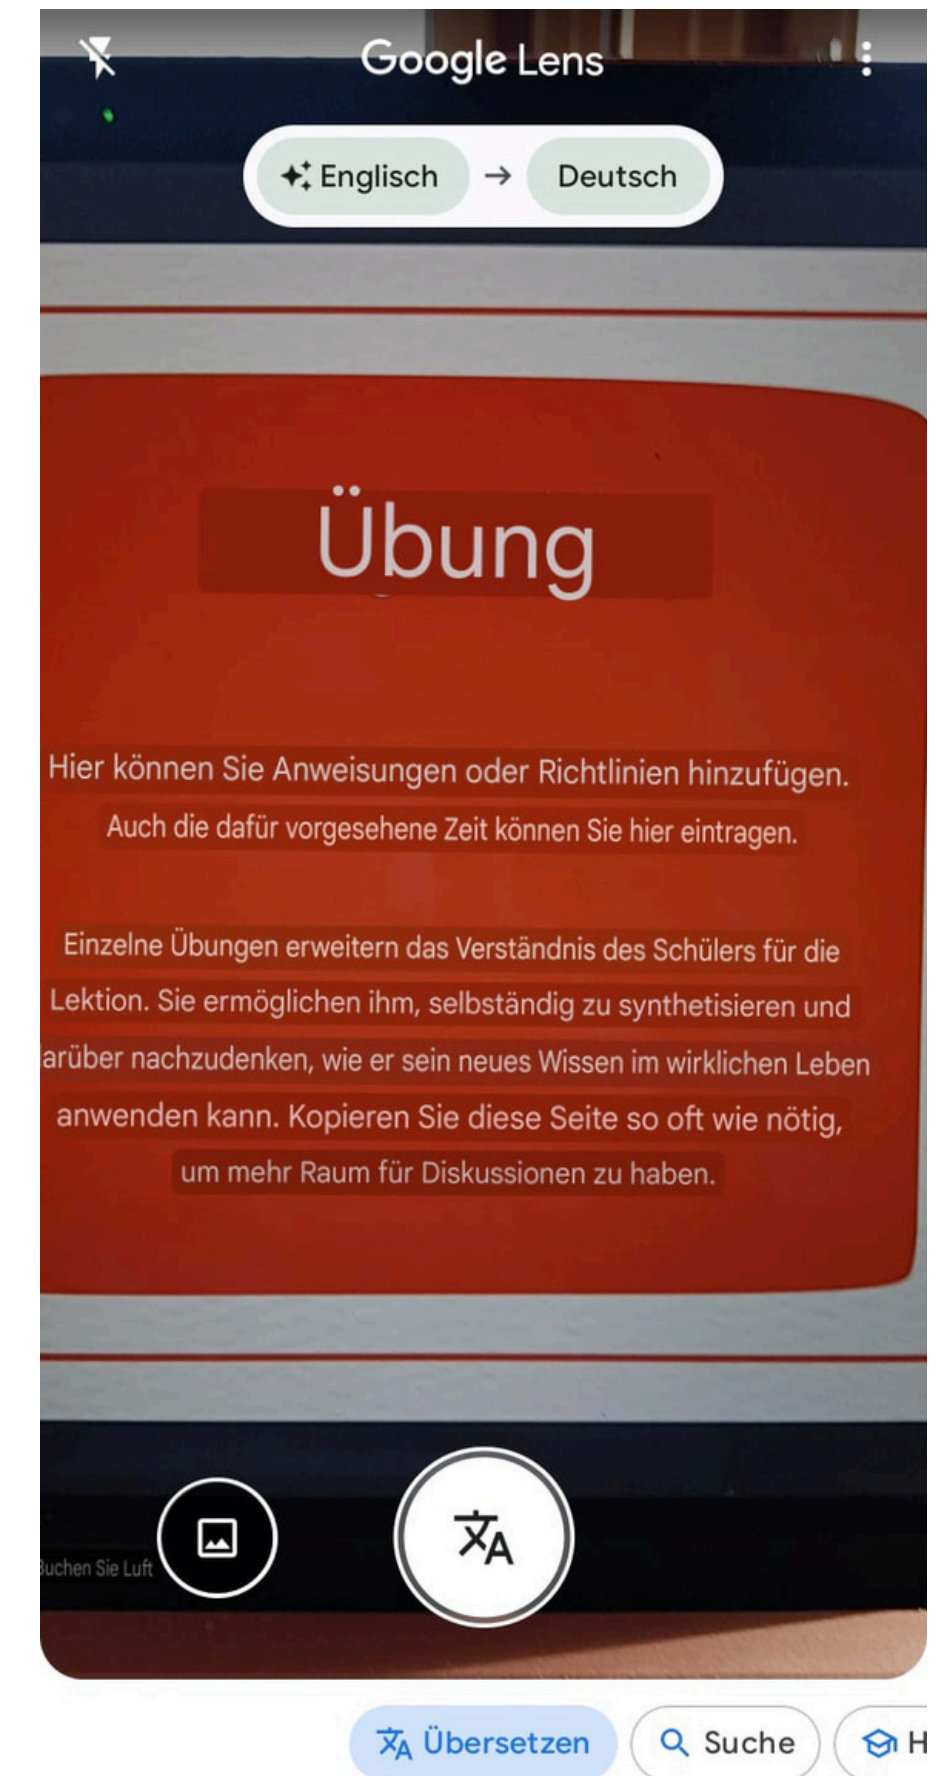 Google Lens
Englisch → Deutsch
Übung
Hier können Sie Anweisungen oder Richtlinien hinzufügen.
Auch die dafür vorgesehene Zeit können Sie hier eintragen.
Einzelne Übungen erweitern das Verständnis des Schülers für die
Lektion. Sie ermöglichen ihm, selbständig zu synthetisieren und
arüber nachzudenken, wie er sein neues Wissen im wirklichen Leben
anwenden kann. Kopieren Sie diese Seite so oft wie nötig,
um mehr Raum für Diskussionen zu haben.
Buchen Sie Luft
Übersetzen
Suche
H